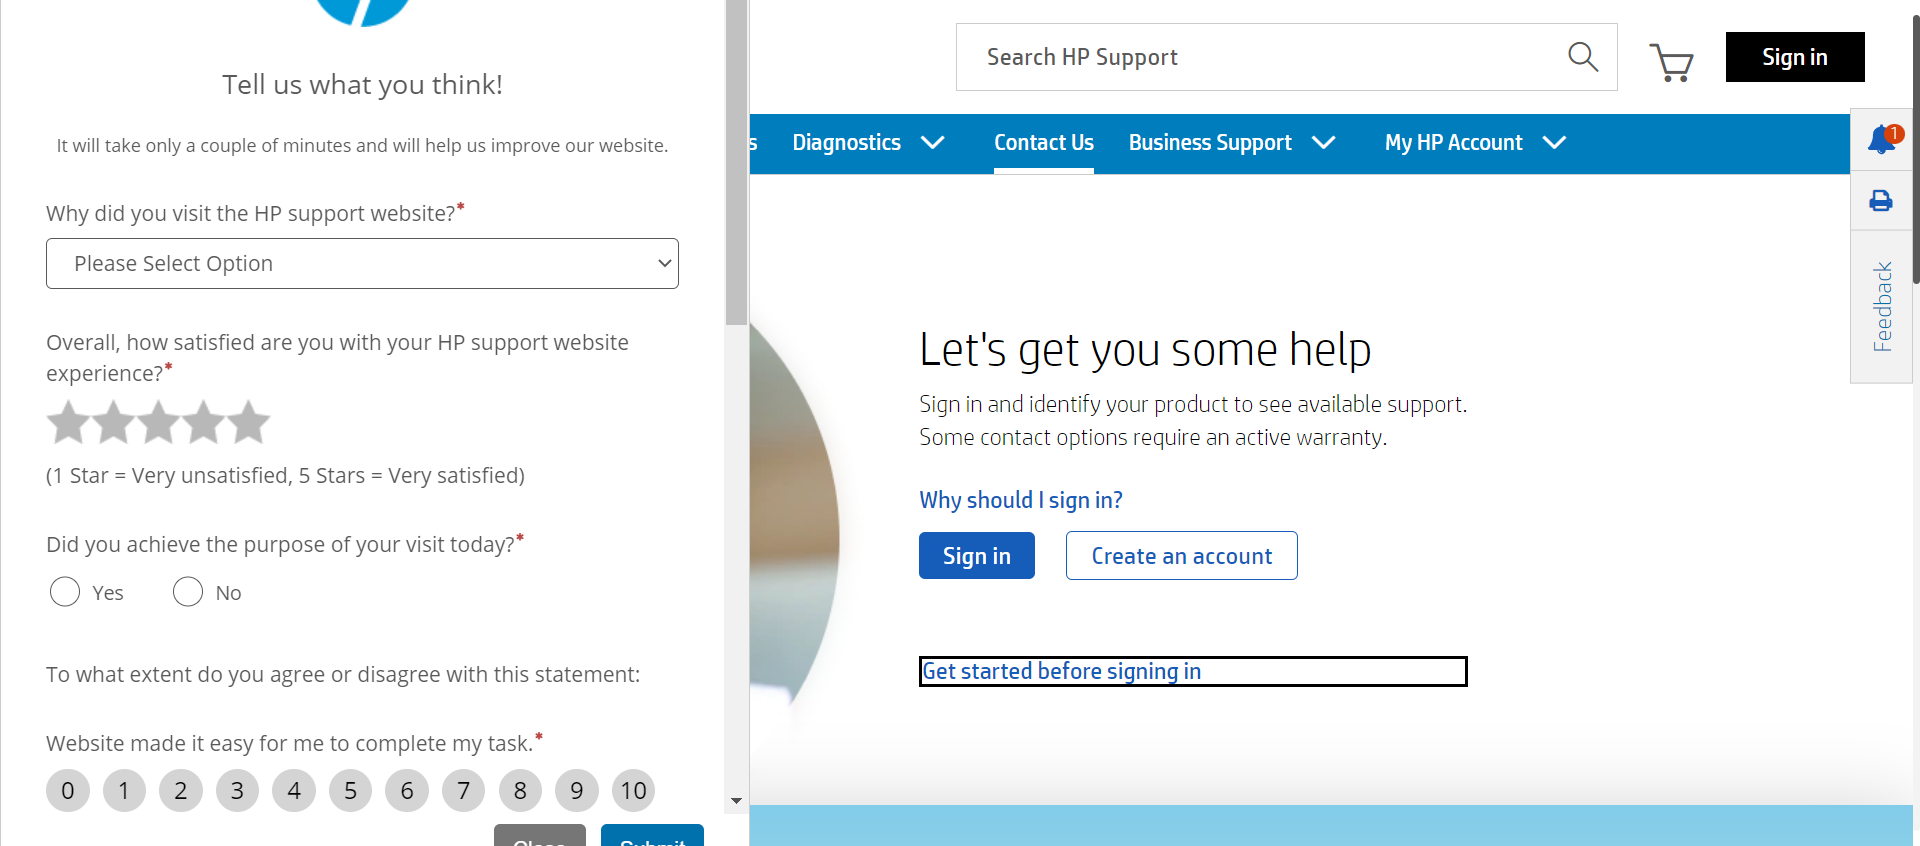 Tell us what you think!
It will take only a couple of minutes and will help us improve our website.
Why did you visit the HP support website?*
Please Select Option
Overall, how satisfied are you with your HP support website
experience?*
(1 Star = Very unsatisfied, 5 Stars = Very satisfied)
Did you achieve the purpose of your visit today?*
Yes No
To what extent do you agree or disagree with this statement:
Website made it easy for me to complete my task.*
0 1 2 3 4 5 6 7 8 9 10
Close Submit
Search HP Support
Sign in
s Diagnostics Contact Us Business Support My HP Account
1
Feedback
Let's get you some help
Sign in and identify your product to see available support.
Some contact options require an active warranty.
Why should I sign in?
Sign in Create an account
Get started before signing in